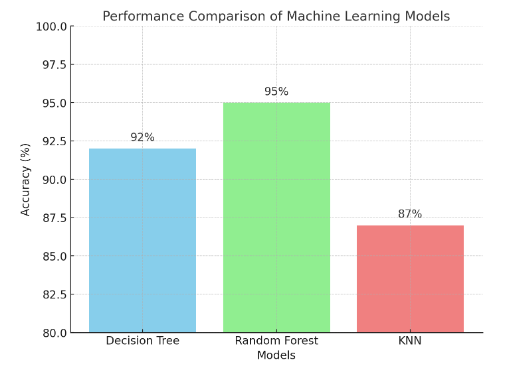 Performance Comparison of Machine Learning Models
100.0
97.5
95.0
92.5
90.0
87.5
85.0
82.5
80.0
Accuracy (%)
92%
95%
87%
Decision Tree
Random Forest
KNN
Models